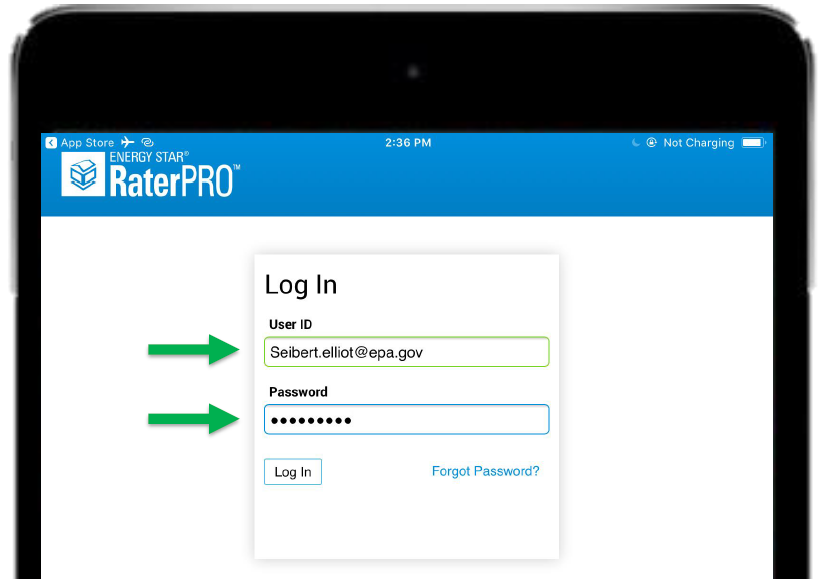 App Store 2:36 PM Not Charging
ENERGY STAR®
RaterPRO™
Log In
User ID
Seibert.elliot@epa.gov
Password
•••••••••
Log In Forgot Password?